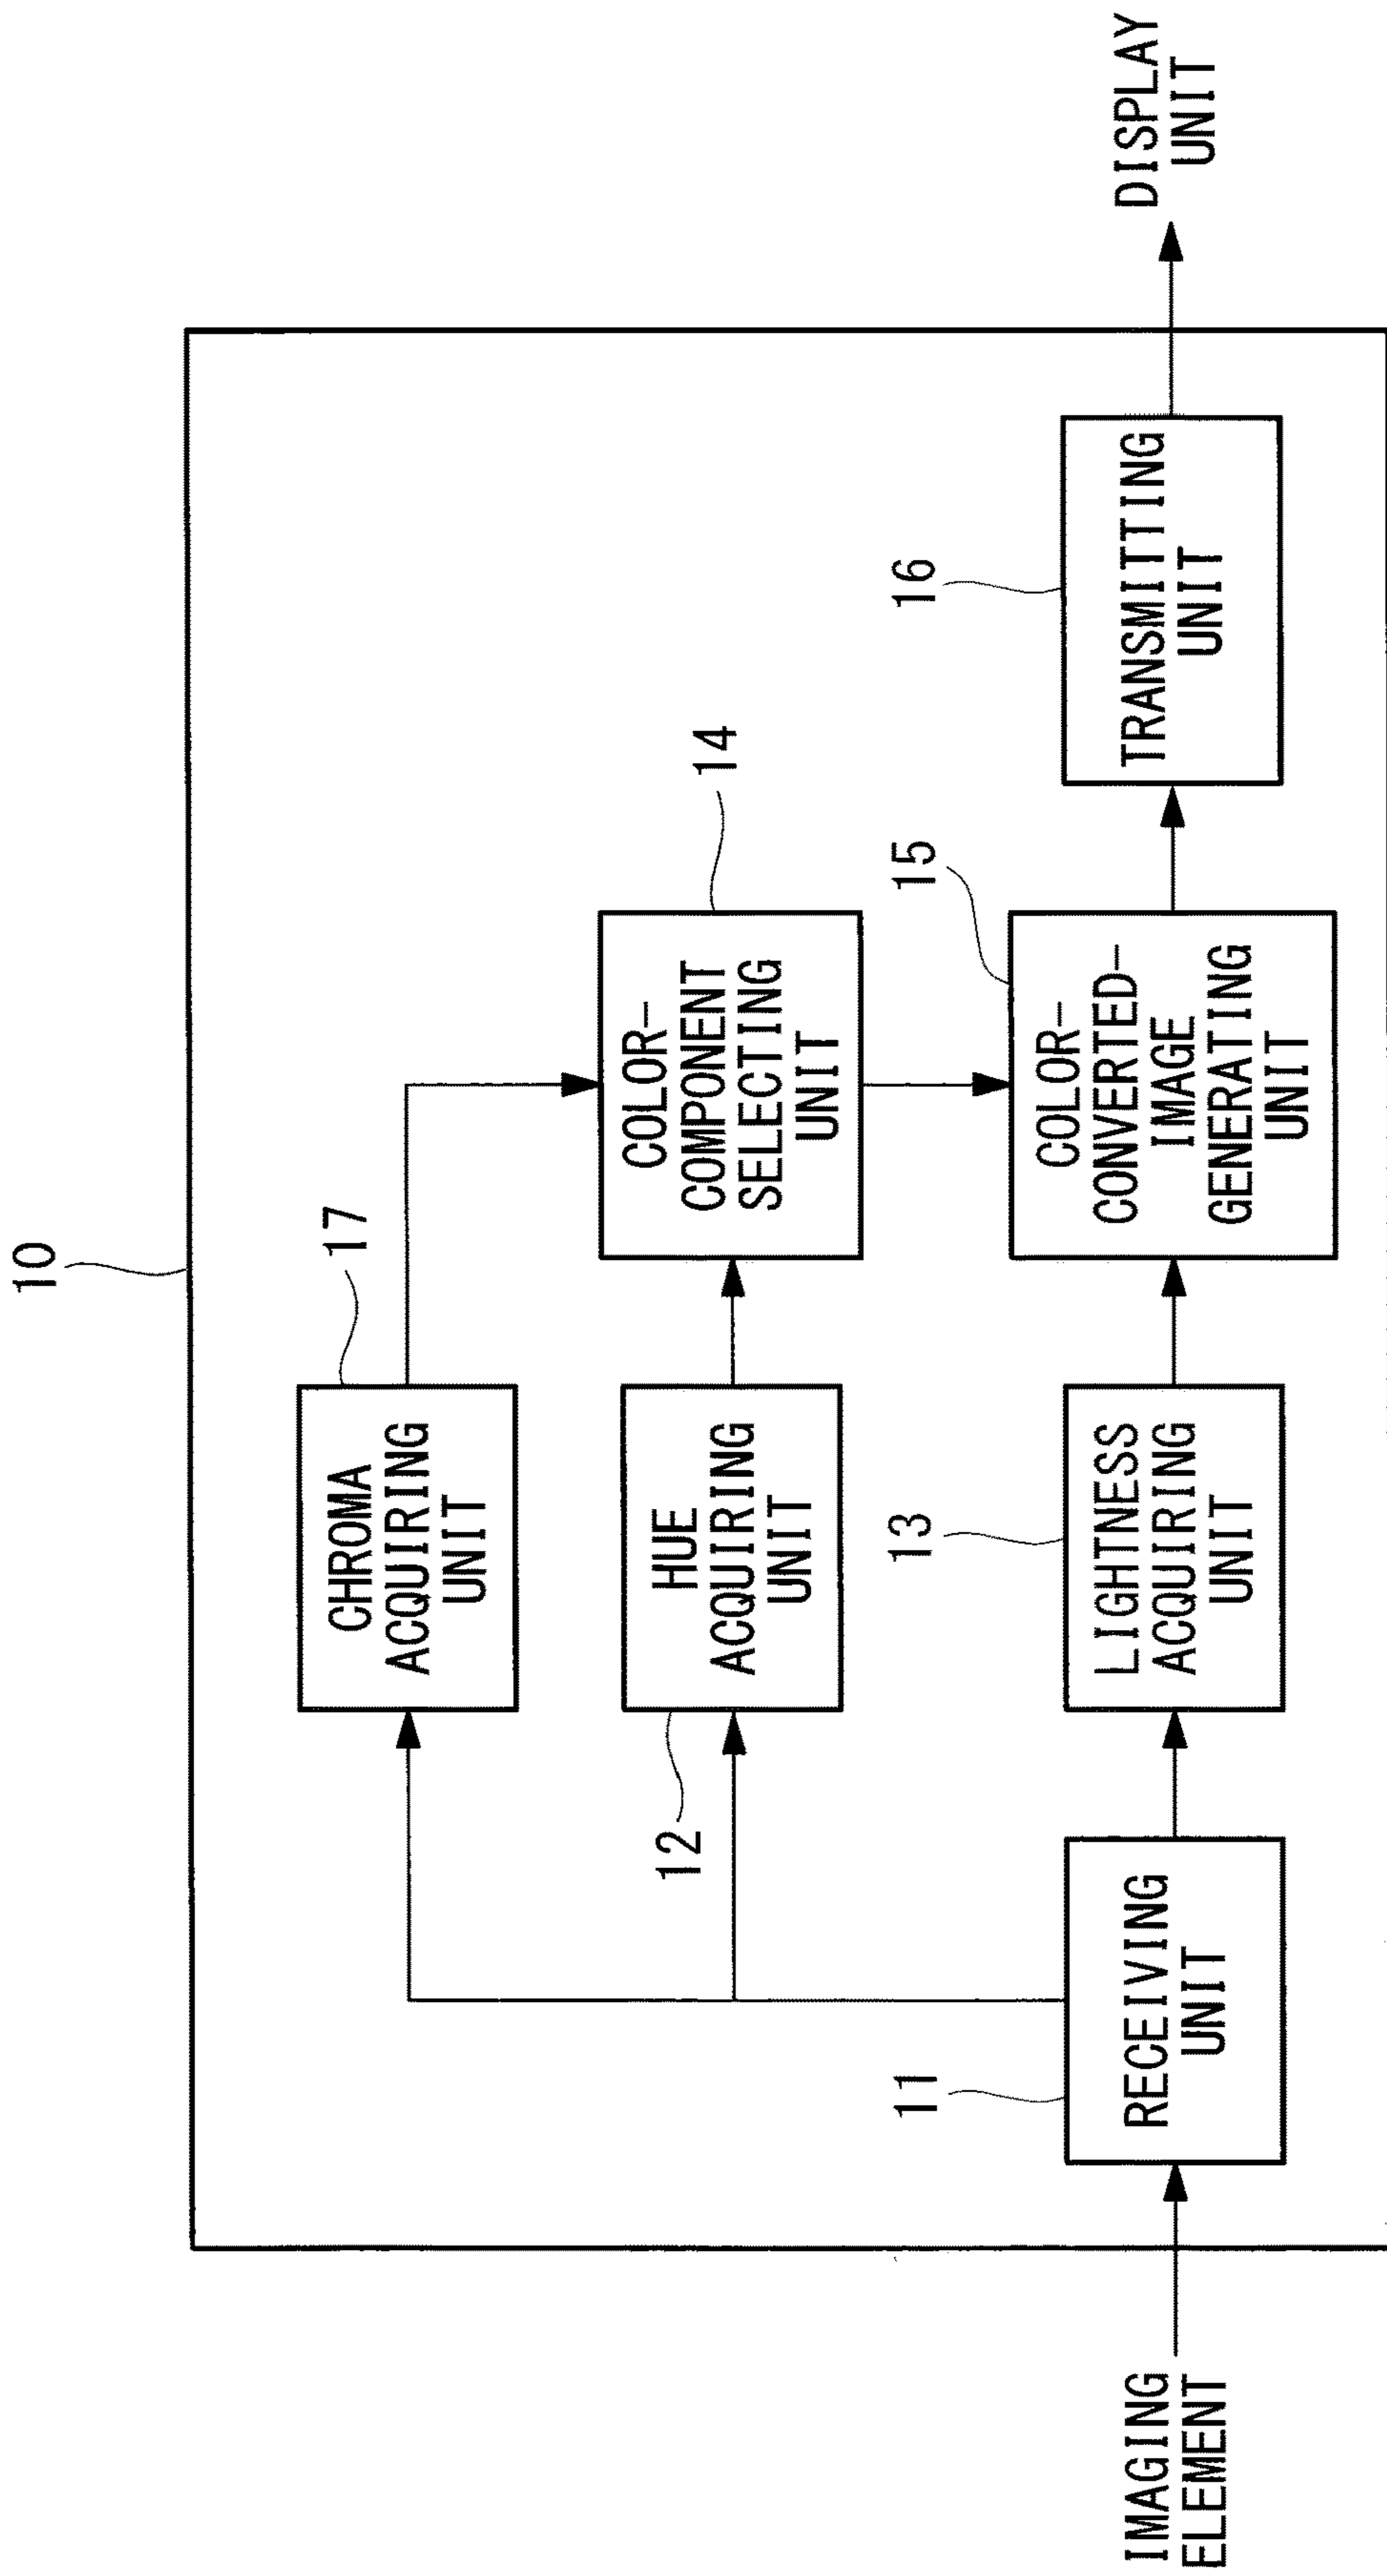 10
17
CHROMA
ACQUIRING
UNIT
12
HUE
ACQUIRING
UNIT
14
COLOR-
COMPONENT
SELECTING
UNIT
IMAGING
ELEMENT
11
RECEIVING
UNIT
13
LIGHTNESS
ACQUIRING
UNIT
15
COLOR-
CONVERTED-
IMAGE
GENERATING
UNIT
16
TRANSMITTING
UNIT
DISPLAY
UNIT